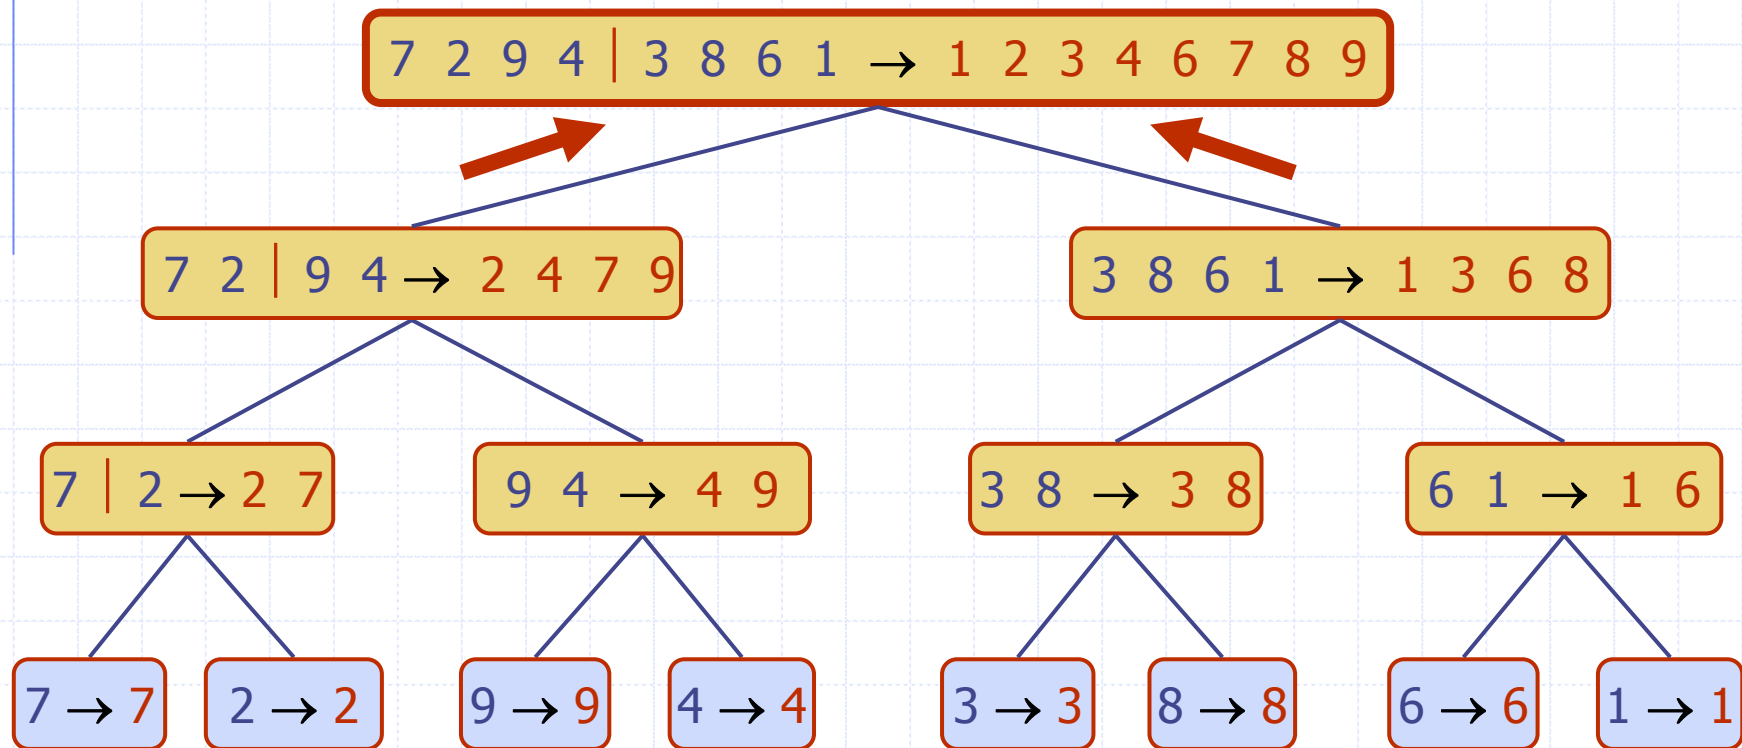 7 2 9 4 | 3 8 6 1 → 1 2 3 4 6 7 8 9
7 2 | 9 4 → 2 4 7 9
3 8 6 1 → 1 3 6 8
7 | 2 → 2 7
9 4 → 4 9
3 8 → 3 8
6 1 → 1 6
7 → 7
2 → 2
9 → 9
4 → 4
3 → 3
8 → 8
6 → 6
1 → 1